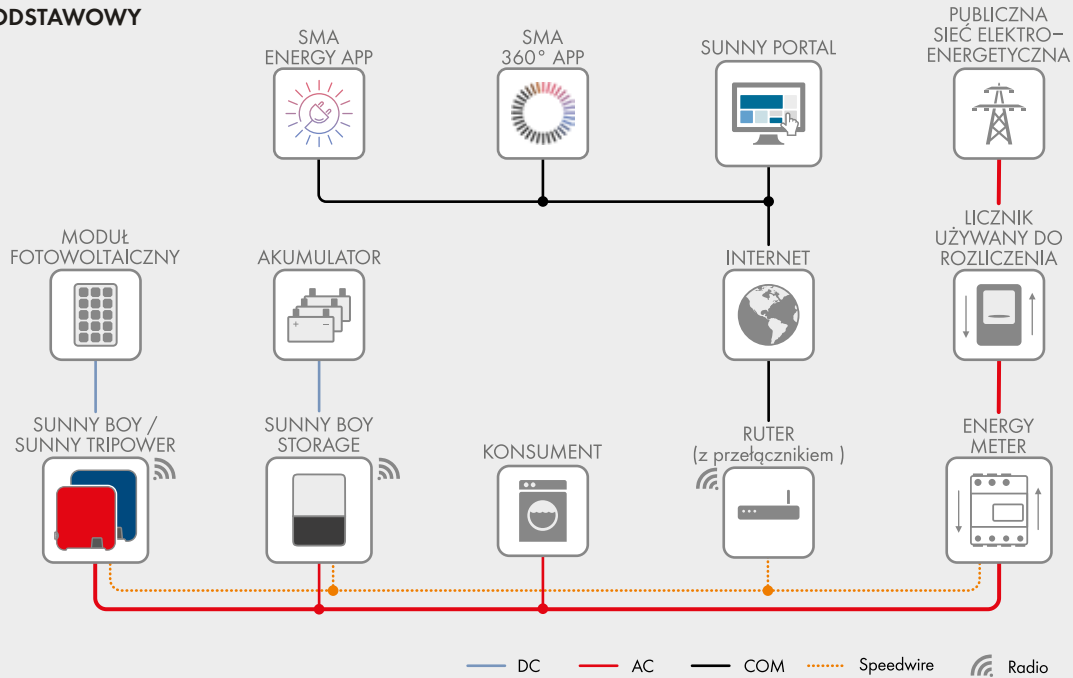 ODSTAWOWY
SMA
ENERGY APP
SMA
360° APP
SUNNY PORTAL
PUBLICZNA
SIEĆ ELEKTRO–
ENERGETYCZNA
MODUŁ
FOTOWOLTAICZNY
AKUMULATOR
INTERNET
LICZNIK
UŻYWANY DO
ROZLICZENIA
SUNNY BOY /
SUNNY TRIPOWER
SUNNY BOY
STORAGE
KONSUMENT
RUTER
(z przełącznikiem )
ENERGY
METER
DC
AC
COM
Speedwire
Radio